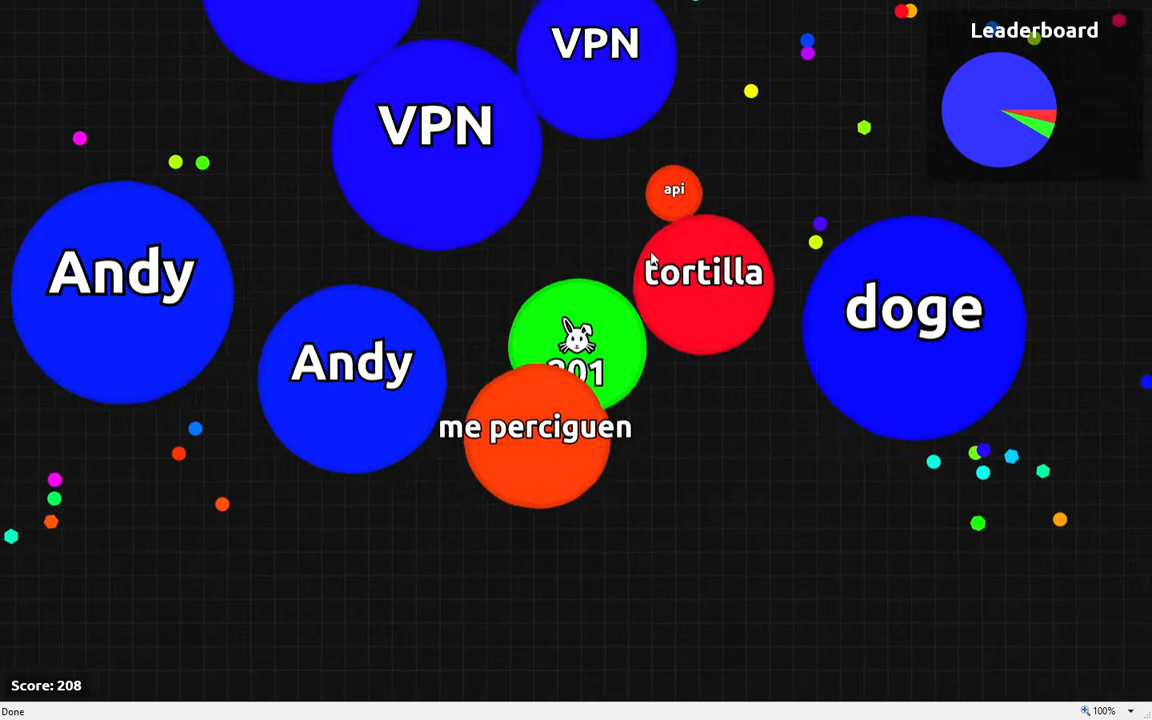 VPN
Leaderboard
VPN
api
Andy
tortilla
doge
Andy
me perciguen
Score: 208
Done
100%